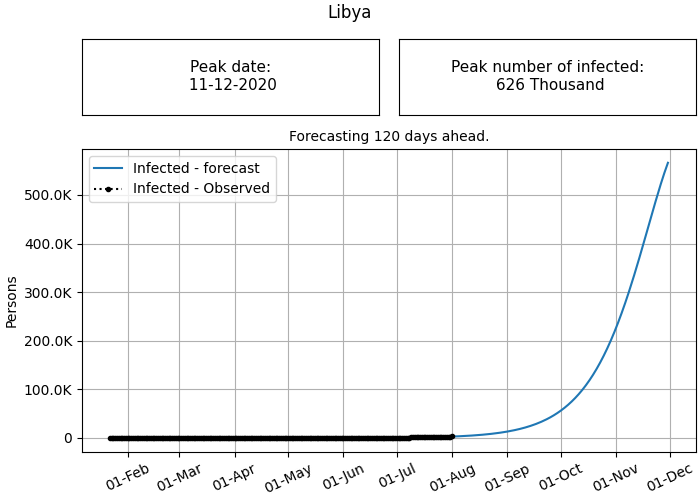 Libya
Peak date:
11-12-2020
Peak number of infected:
626 Thousand
Forecasting 120 days ahead.
Infected - forecast
Infected - Observed
Persons
500.0K
400.0K
300.0K
200.0K
100.0K
0
01-Feb
01-Mar
01-Apr
01-May
01-Jun
01-Jul
01-Aug
01-Sep
01-Oct
01-Nov
01-Dec